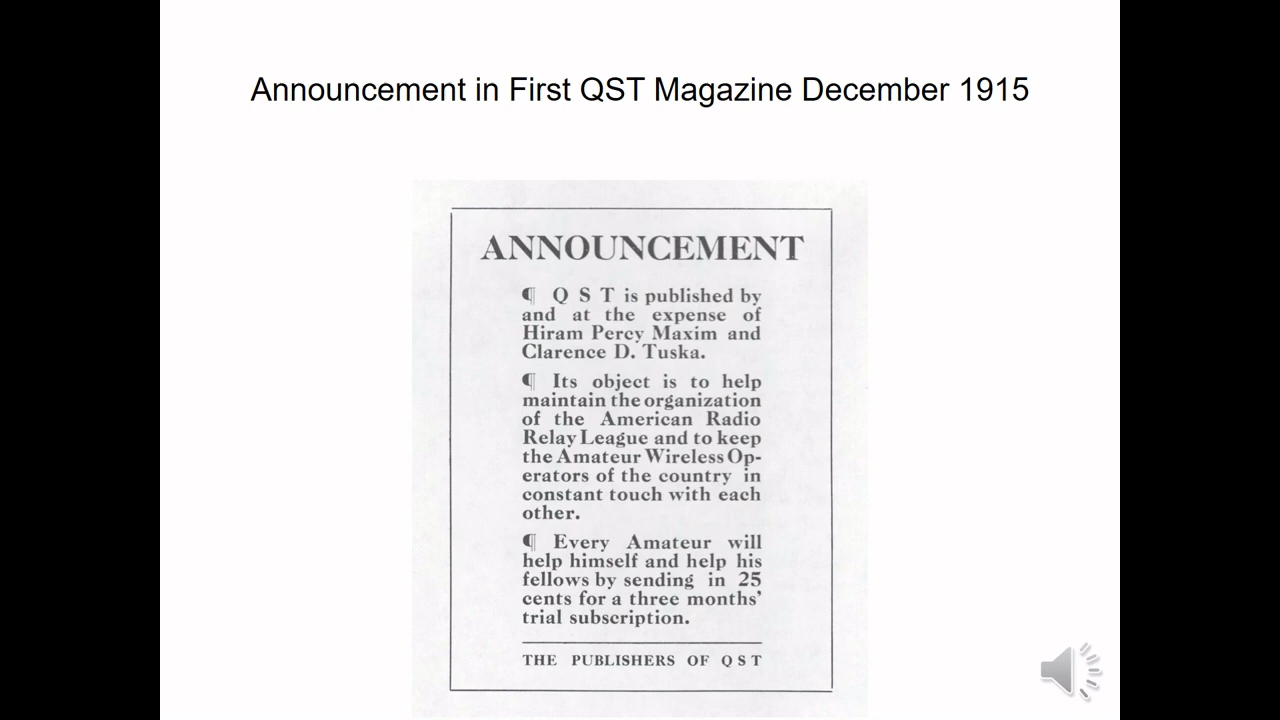 Announcement in First QST Magazine December 1915
ANNOUNCEMENT
¶ Q S T is published by
and at the expense of
Hiram Percy Maxim and
Clarence D. Tuska.
¶ Its object is to help
maintain the organization
of the American Radio
Relay League and to keep
the Amateur Wireless Op-
erators of the country in
constant touch with each
other.
¶ Every Amateur will
help himself and help his
fellows by sending in 25
cents for a three months’
trial subscription.
THE PUBLISHERS OF Q S T